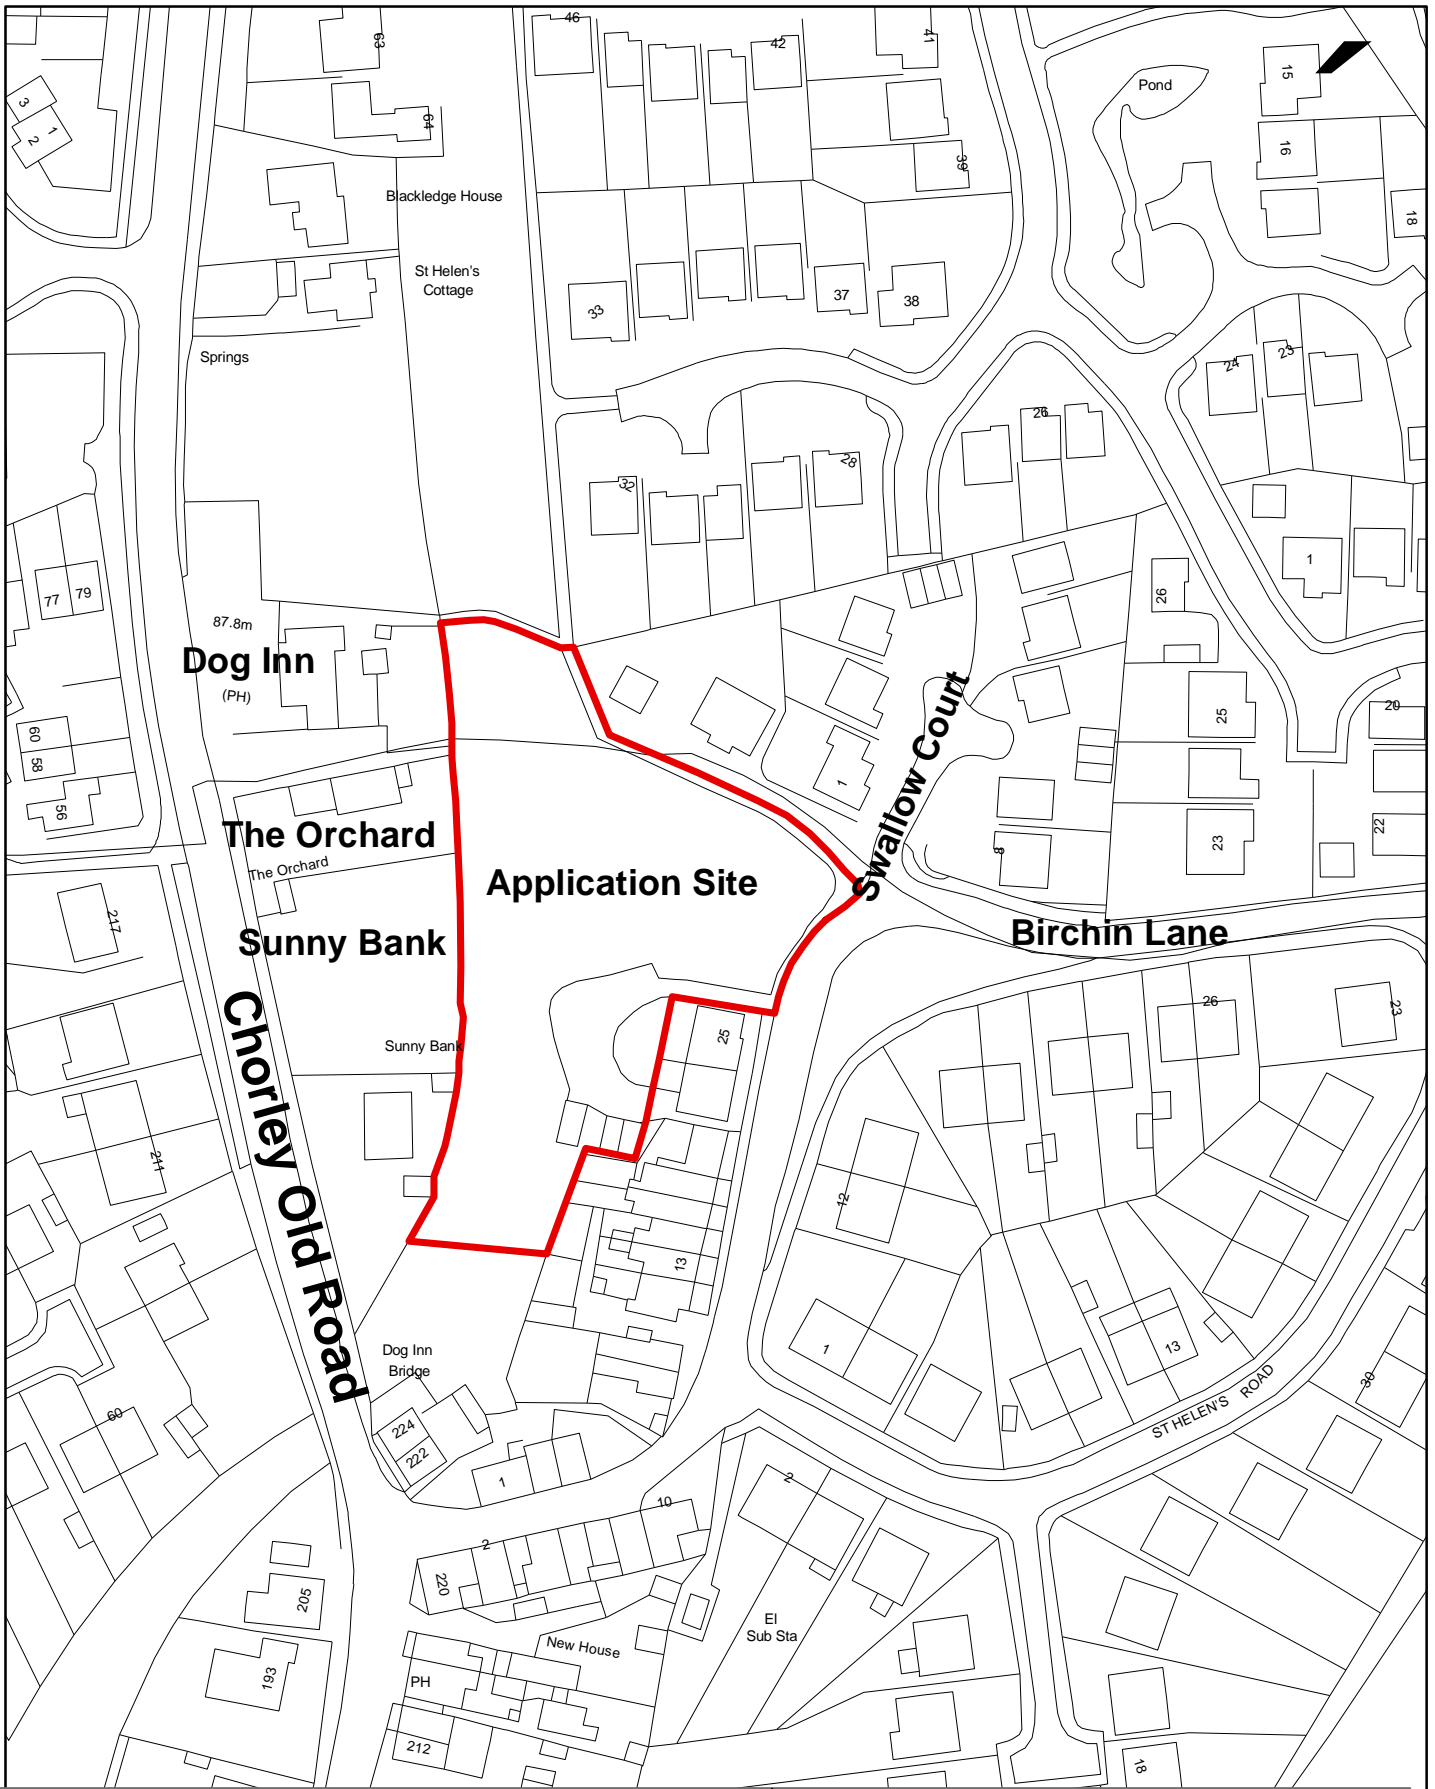 46
42
41
63
64
3
1
2
Pond
15
16
18
39
Blackledge House
St Helen's
Cottage
33
37
38
Springs
24
23
26
32
28
1
77
79
87.8m
Dog Inn
(PH)
26
25
20
60
58
56
Swallow Court
1
8
22
23
The Orchard
The Orchard
Application Site
217
Sunny Bank
Birchin Lane
Sunny Bank
25
26
23
Chorley Old Road
211
12
13
1
13
Dog Inn
Bridge
ST HELEN'S ROAD
30
60
224
222
1
2
10
2
220
205
El
Sub Sta
New House
193
PH
212
18